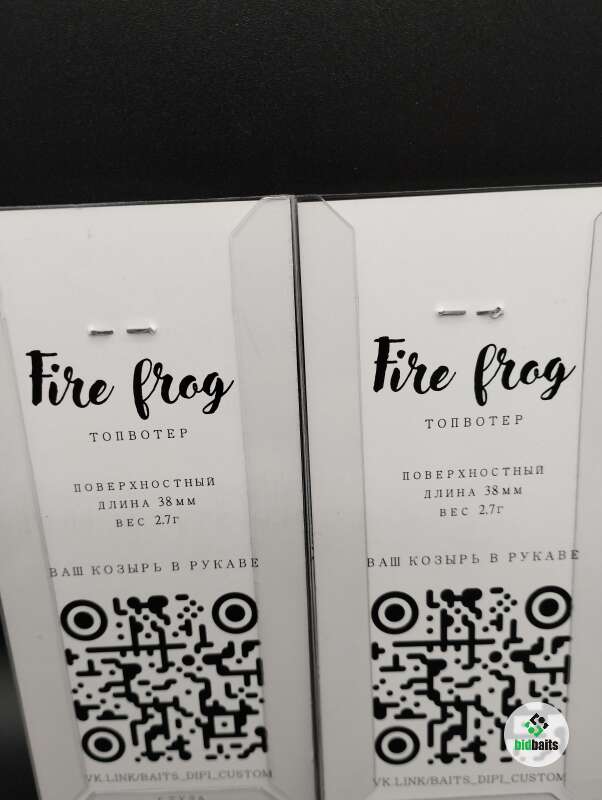 Fire frog
ТОПВОТЕР
ПОВЕРХНОСТНЫЙ
ДЛИНА 38мм
ВЕС 2.7г
ВАШ КОЗЫРЬ В РУКАВЕ
VK.LINK/BAITS_DIPI_CUSTOM
Fire frog
ТОПВОТЕР
ПОВЕРХНОСТНЫЙ
ДЛИНА 38мм
ВЕС 2.7г
ВАШ КОЗЫРЬ В РУКАВЕ
VK.LINK/BAITS_DIPI_CUSTOM
bidbaits